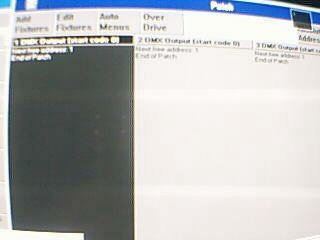 Patch
Add Fixtures
Edit Fixtures
Auto Menus
Over Drive
Address
1 DMX Output (start code 0)
Next free address: 1
End of Patch
2 DMX Output (start code 0)
Next free address: 1
End of Patch
3 DMX Output (start code
Next free address: 1
End of Patch